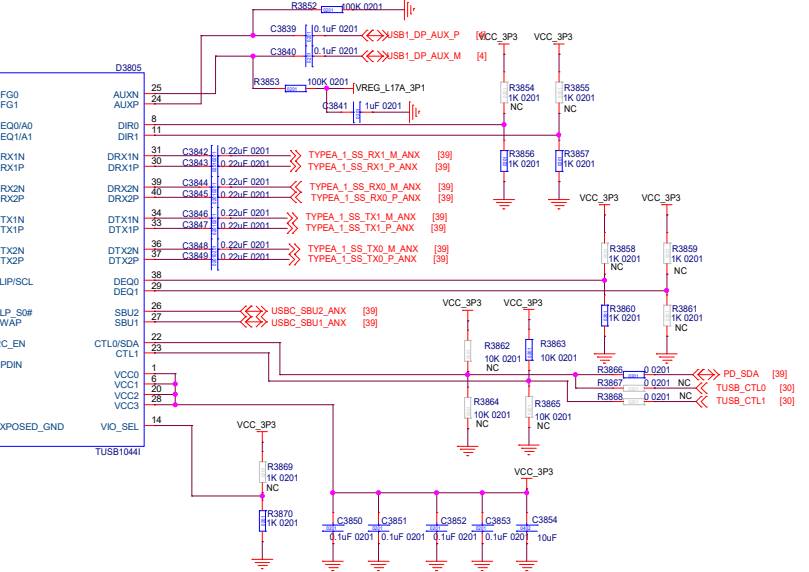 R3852 100K 0201
C3839 0.1uF 0201 USB1_DP_AUX_P VCC_3P3 VCC_3P3
C3840 0.1uF 0201 USB1_DP_AUX_M [4]
D3805
R3853 100K 0201 VREG_L17A_3P1
C3841 1uF 0201
R3854 1K 0201 NC
R3855 1K 0201 NC
FG0 AUXN 25
FG1 AUXP 24
EQ0/A0 DIR0 8
EQ1/A1 DIR1 11
R3856 1K 0201
R3857 1K 0201
RX1N DRX1N 31 C3842 0.22uF 0201 TYPEA_1_SS_RX1_M_ANX [39]
RX1P DRX1P 30 C3843 0.22uF 0201 TYPEA_1_SS_RX1_P_ANX [39]
RX2N DRX2N 39 C3844 0.22uF 0201 TYPEA_1_SS_RX0_M_ANX [39]
RX2P DRX2P 40 C3845 0.22uF 0201 TYPEA_1_SS_RX0_P_ANX [39]
TX1N DTX1N 34 C3846 0.22uF 0201 TYPEA_1_SS_TX1_M_ANX [39]
TX1P DTX1P 33 C3847 0.22uF 0201 TYPEA_1_SS_TX1_P_ANX [39]
TX2N DTX2N 36 C3848 0.22uF 0201 TYPEA_1_SS_TX0_M_ANX [39]
TX2P DTX2P 37 C3849 0.22uF 0201 TYPEA_1_SS_TX0_P_ANX [39]
VCC_3P3 VCC_3P3
R3858 1K 0201 NC
R3859 1K 0201 NC
LIP/SCL DEQ0 38
DEQ1 29
R3860 1K 0201
R3861 1K 0201 NC
LP_S0# SBU2 26 USBC_SBU2_ANX [39]
WAP SBU1 27 USBC_SBU1_ANX [39]
VCC_3P3 VCC_3P3
C_EN CTL0/SDA 22
PDIN CTL1 23
R3862 10K 0201 NC
R3863 10K 0201
R3866 0 0201 PD_SDA [39]
R3867 0 0201 NC TUSB_CTL0 [30]
R3868 0 0201 NC TUSB_CTL1 [30]
VCC0 1
VCC1 6
VCC2 20
VCC3 28
R3864 10K 0201 NC
R3865 10K 0201 NC
XPOSED_GND VIO_SEL 14
TUSB1044I
VCC_3P3
R3869 1K 0201 NC
R3870 1K 0201
VCC_3P3
C3850 0.1uF 0201
C3851 0.1uF 0201
C3852 0.1uF 0201
C3853 0.1uF 0201
C3854 10uF